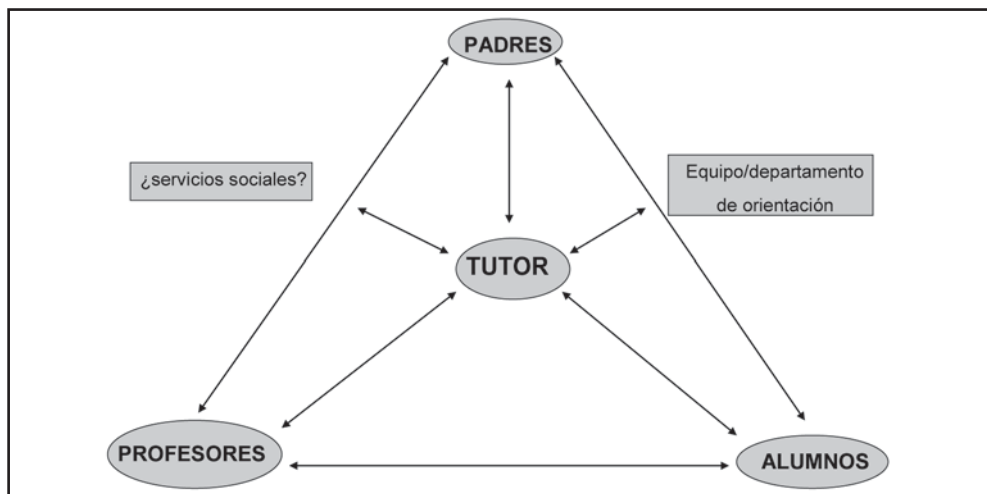 PADRES
¿servicios sociales?
Equipo/departamento
de orientación
TUTOR
PROFESORES
ALUMNOS